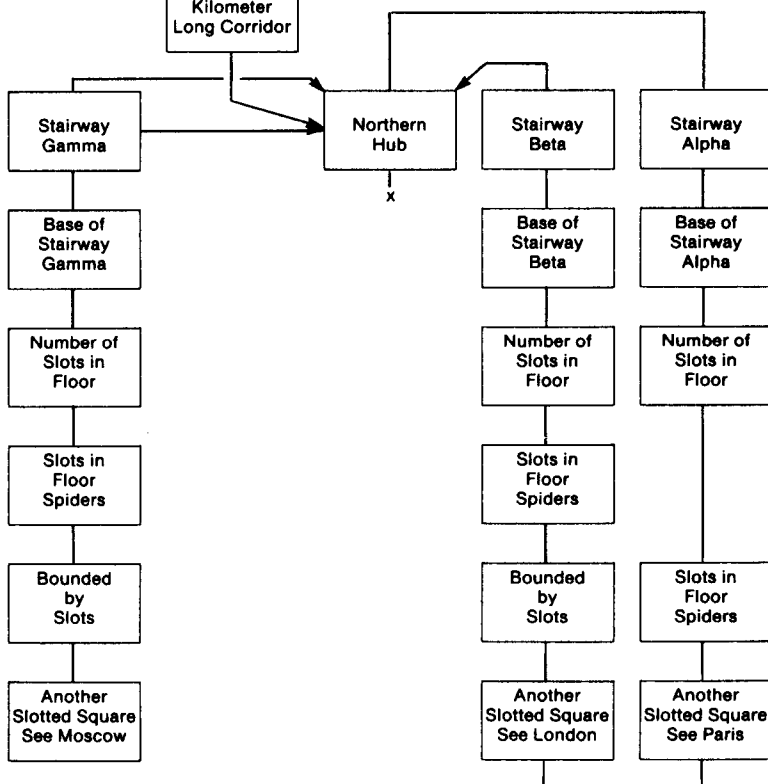 Kilometer
Long Corridor
Stairway
Gamma
Northern
Hub
Stairway
Beta
Stairway
Alpha
x
Base of
Stairway
Gamma
Base of
Stairway
Beta
Base of
Stairway
Alpha
Number of
Slots in
Floor
Number of
Slots in
Floor
Number of
Slots in
Floor
Slots in
Floor
Spiders
Slots in
Floor
Spiders
Bounded
by
Slots
Bounded
by
Slots
Slots in
Floor
Spiders
Another
Slotted Square
See Moscow
Another
Slotted Square
See London
Another
Slotted Square
See Paris